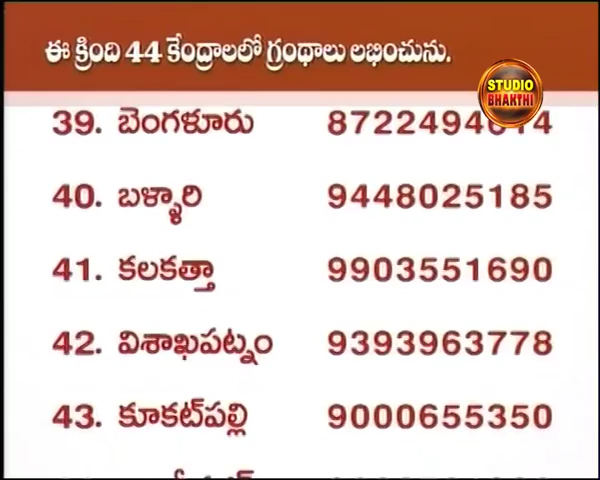 ఈ క్రింది 44 కేంద్రాలలో గ్రంథాలు లభించును.
STUDIO
BHAKTHI
39. బెంగళూరు
40. బళ్ళారి 9448025185
41. కలకత్తా 9903551690
42. విశాఖపట్నం 9393963778
43. కూకట్‌పల్లి 9000655350